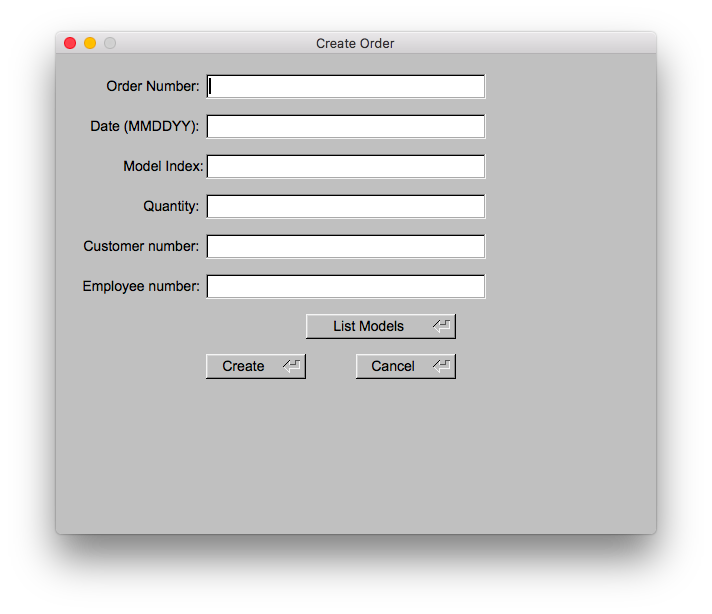 Create Order
Order Number:
Date (MMDDYY):
Model Index:
Quantity:
Customer number:
Employee number:
List Models
Create Cancel